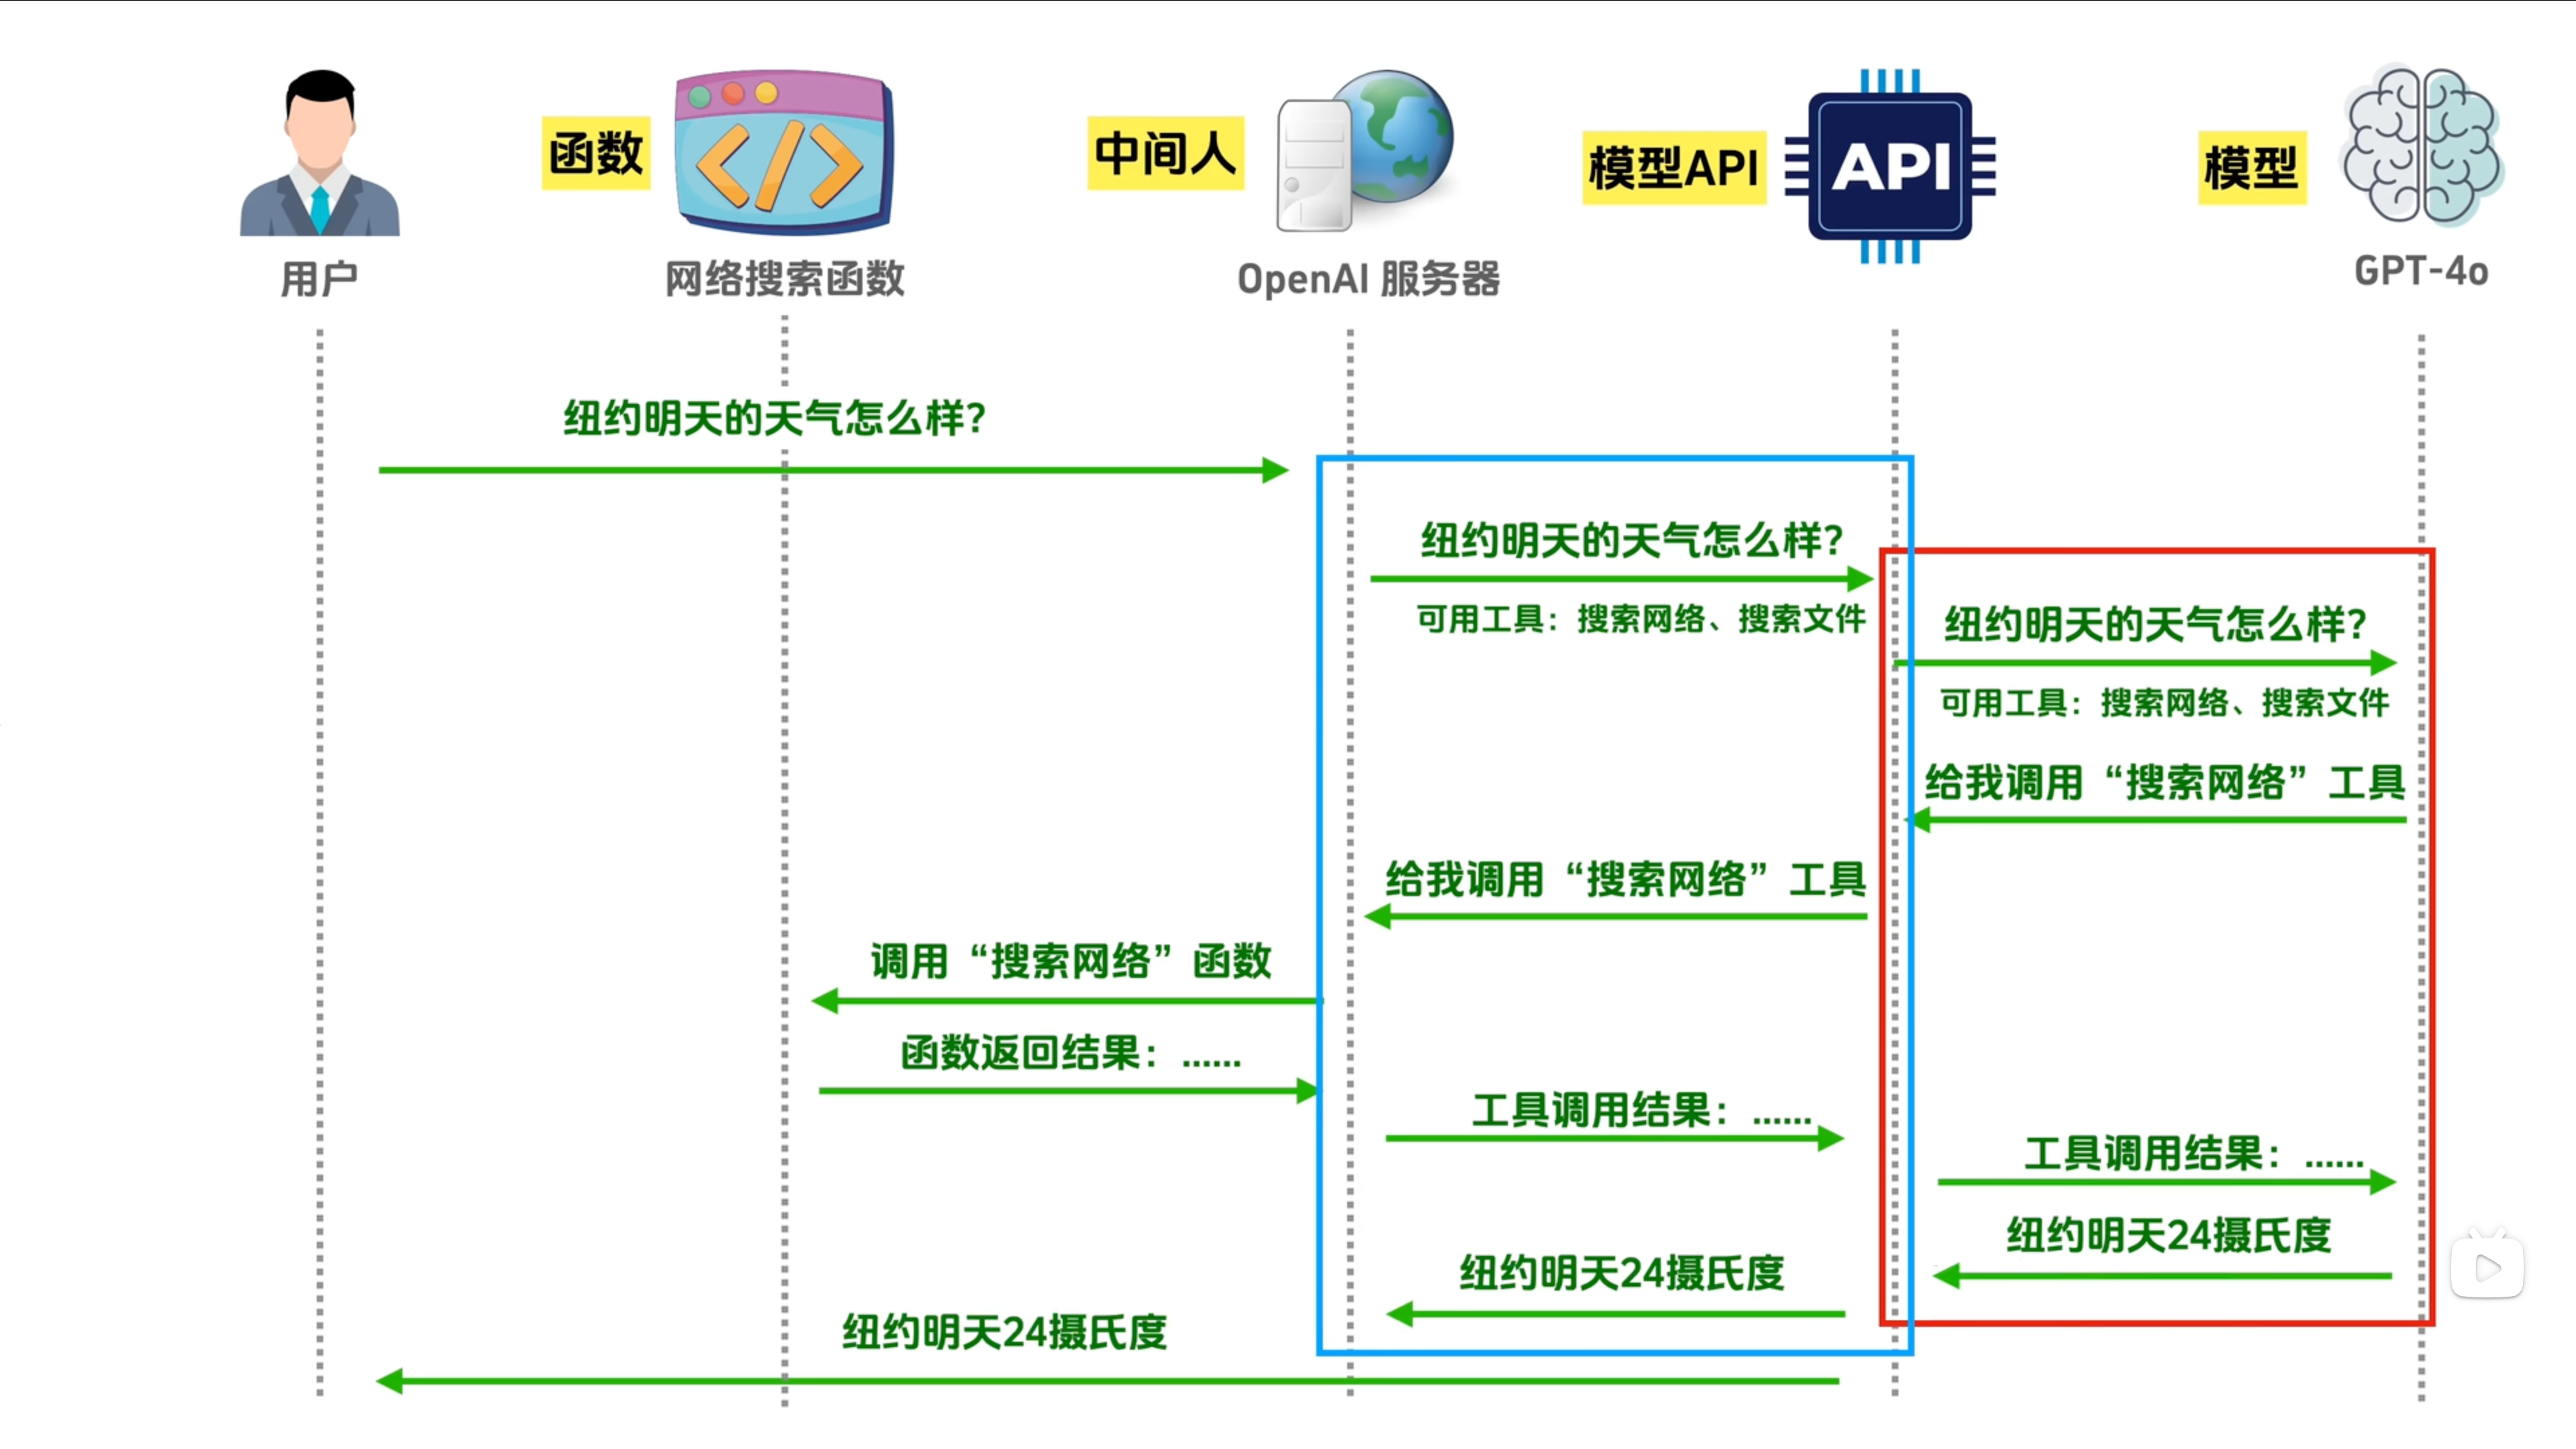 函数
中间人
模型API
API
模型
用户
网络搜索函数
OpenAI 服务器
GPT-4o
纽约明天的天气怎么样？
纽约明天的天气怎么样？
可用工具：搜索网络、搜索文件
纽约明天的天气怎么样？
可用工具：搜索网络、搜索文件
给我调用“搜索网络”工具
给我调用“搜索网络”工具
调用“搜索网络”函数
函数返回结果：……
工具调用结果：……
工具调用结果：……
纽约明天24摄氏度
纽约明天24摄氏度
纽约明天24摄氏度